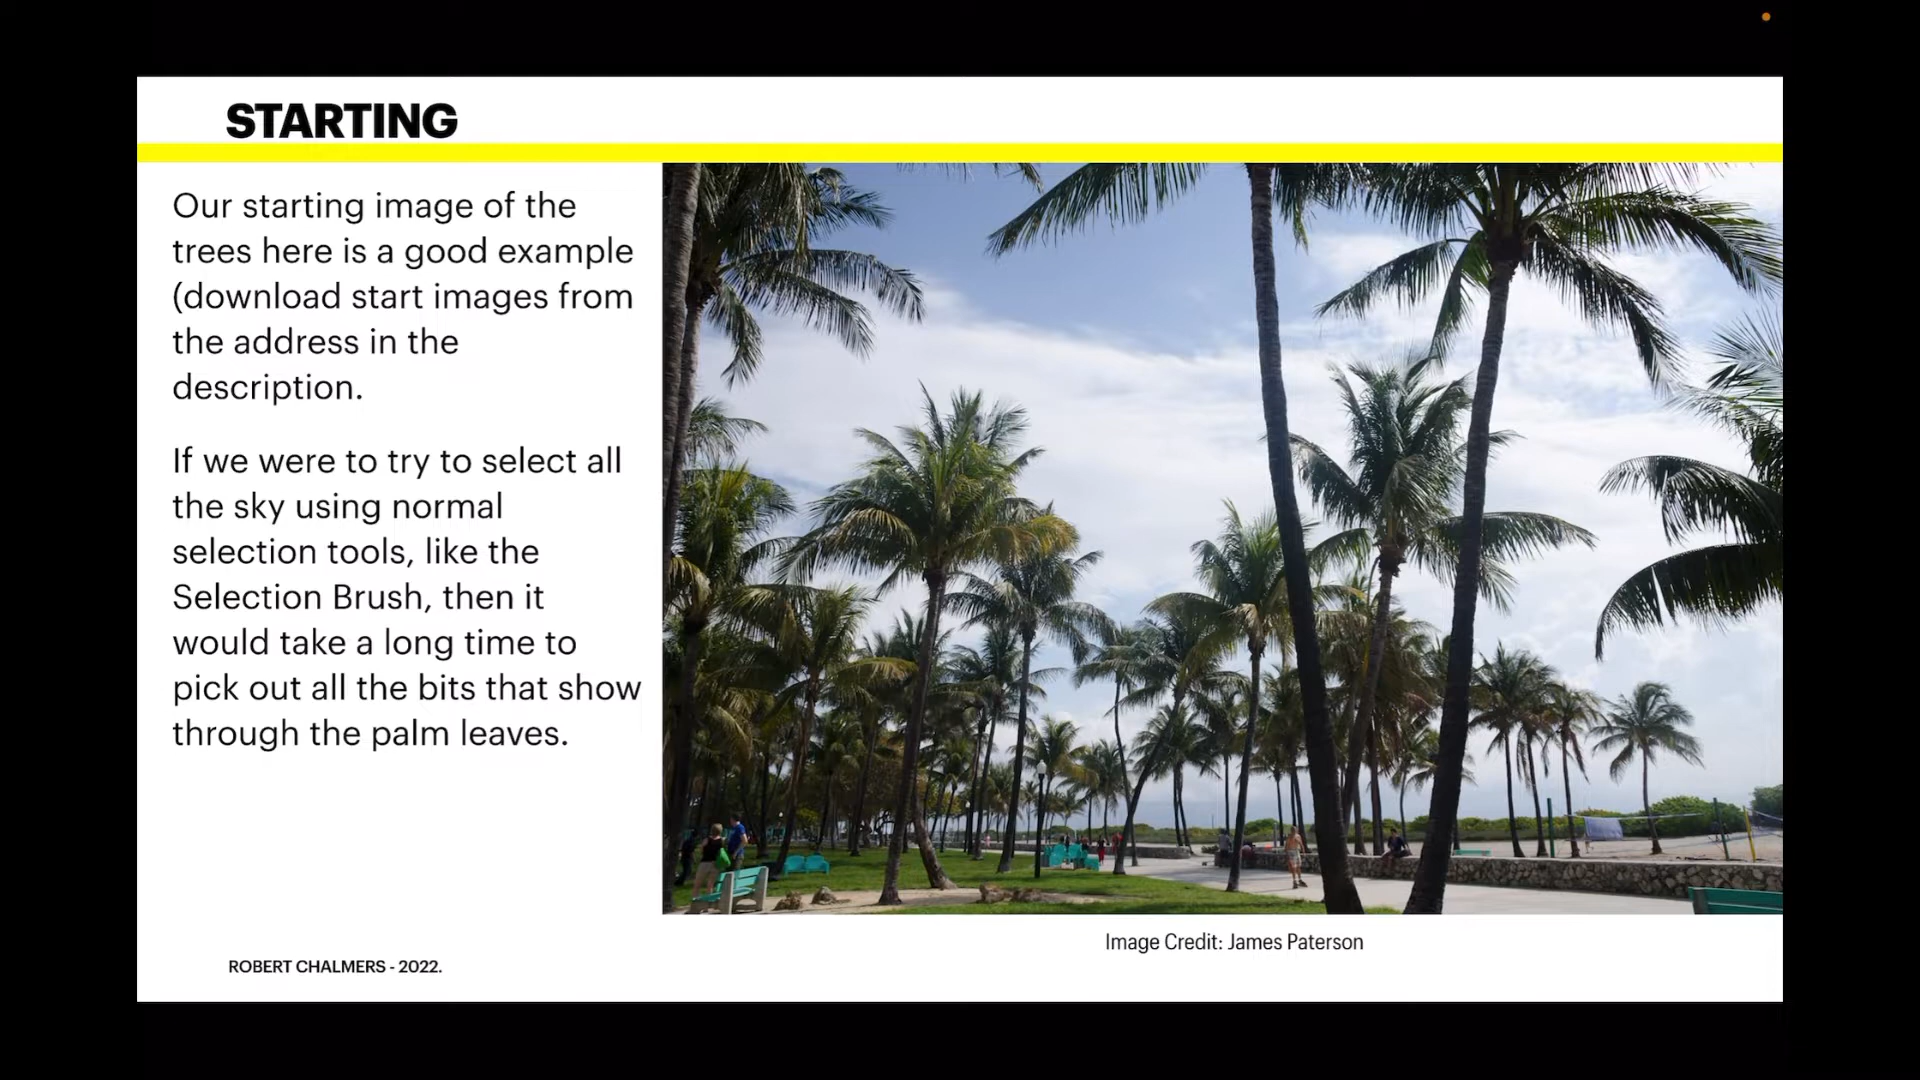 STARTING
Our starting image of the
trees here is a good example
(download start images from
the address in the
description.
If we were to try to select all
the sky using normal
selection tools, like the
Selection Brush, then it
would take a long time to
pick out all the bits that show
through the palm leaves.
Image Credit: James Paterson
ROBERT CHALMERS - 2022.